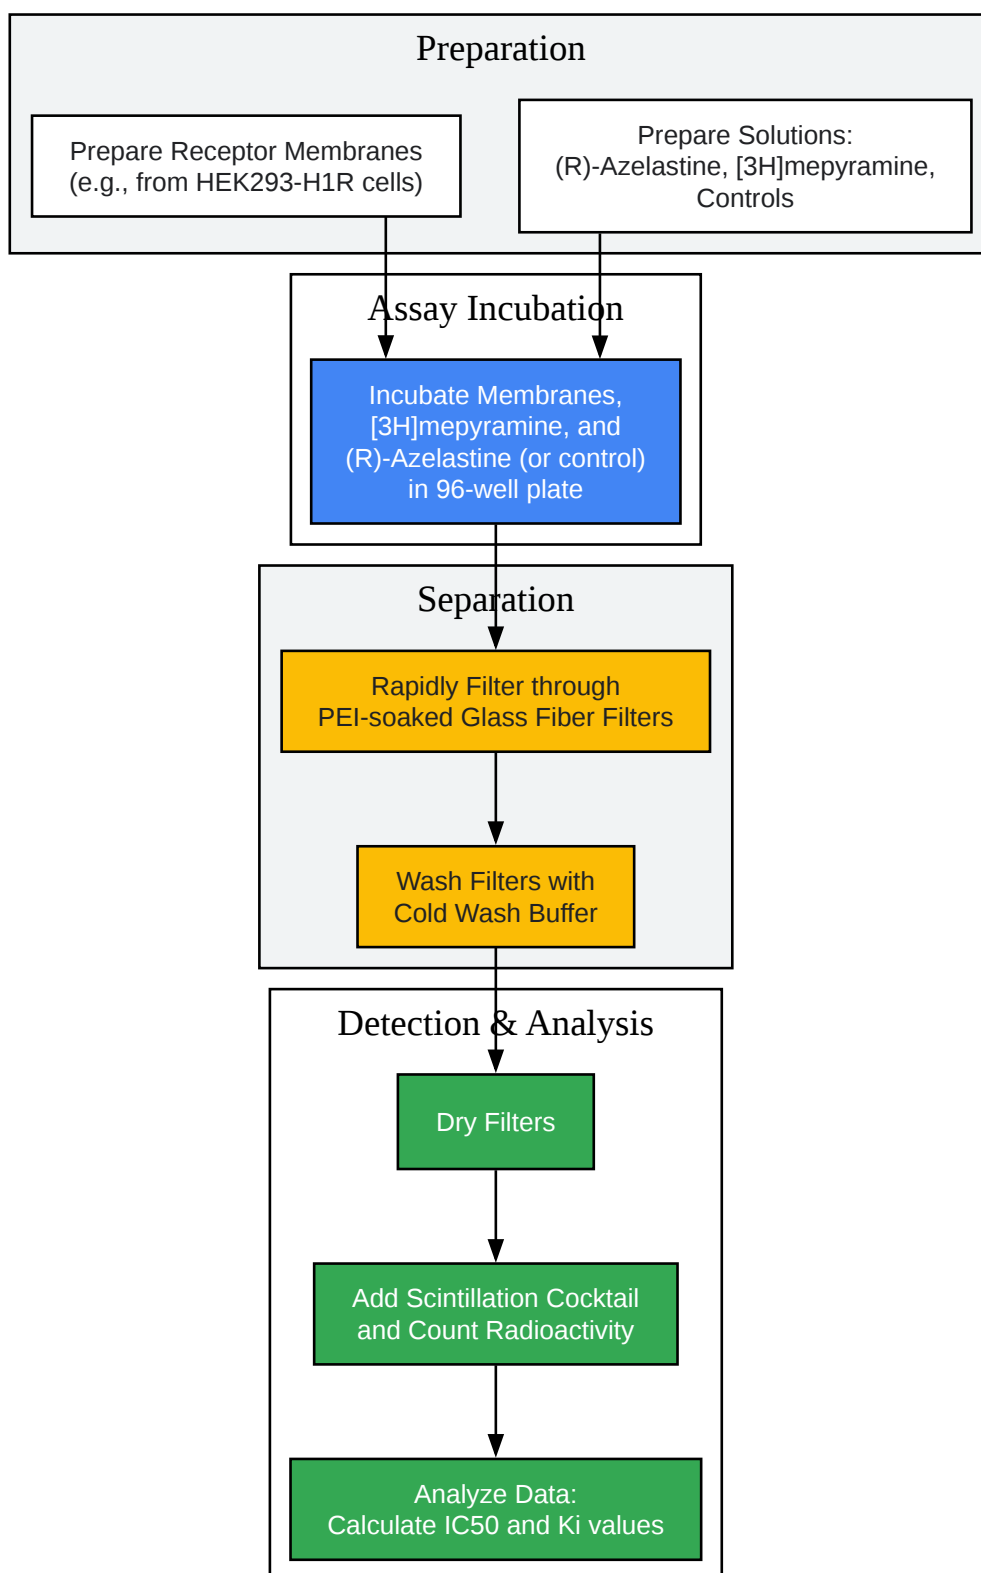 Preparation
Prepare Receptor Membranes
(e.g., from HEK293-H1R cells)
Prepare Solutions:
(R)-Azelastine, [3H]mepyramine,
Controls
Assay Incubation
Incubate Membranes,
[3H]mepyramine, and
(R)-Azelastine (or control)
in 96-well plate
Separation
Rapidly Filter through
PEI-soaked Glass Fiber Filters
Wash Filters with
Cold Wash Buffer
Detection & Analysis
Dry Filters
Add Scintillation Cocktail
and Count Radioactivity
Analyze Data:
Calculate IC50 and Ki values